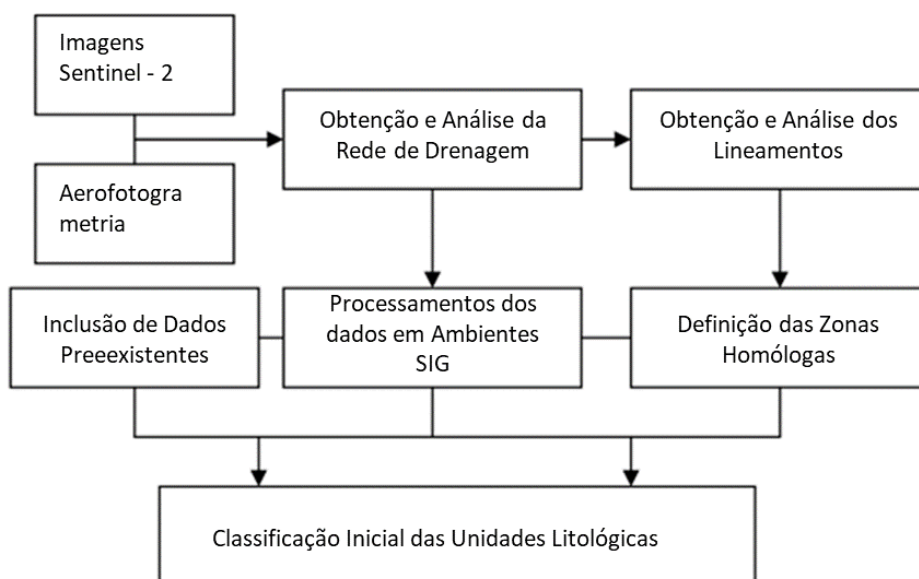 Imagens
Sentinel - 2
Obtenção e Análise da
Rede de Drenagem
Obtenção e Análise dos
Lineamentos
Aerofotogra
metria
Inclusão de Dados
Preeexistentes
Processamentos dos
dados em Ambientes
SIG
Definição das Zonas
Homólogas
Classificação Inicial das Unidades Litológicas